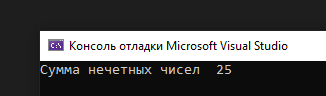 Консоль отладки Microsoft Visual Studio
Сумма нечетных чисел  25